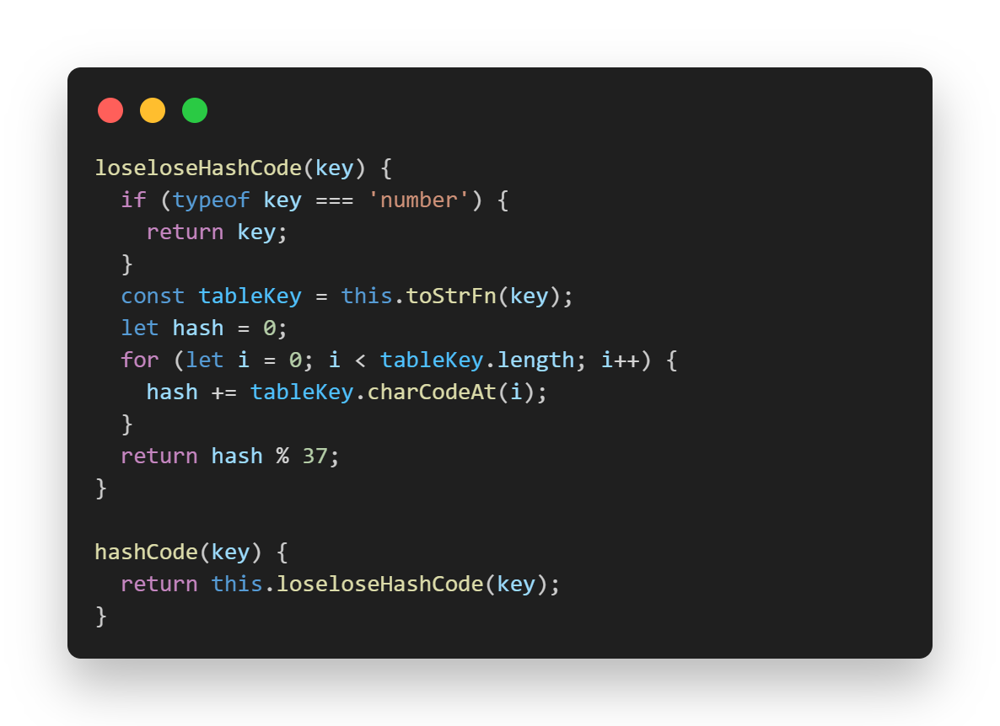 loseloseHashCode(key) {
  if (typeof key === 'number') {
    return key;
  }
  const tableKey = this.toStrFn(key);
  let hash = 0;
  for (let i = 0; i < tableKey.length; i++) {
    hash += tableKey.charCodeAt(i);
  }
  return hash % 37;
}

hashCode(key) {
  return this.loseloseHashCode(key);
}